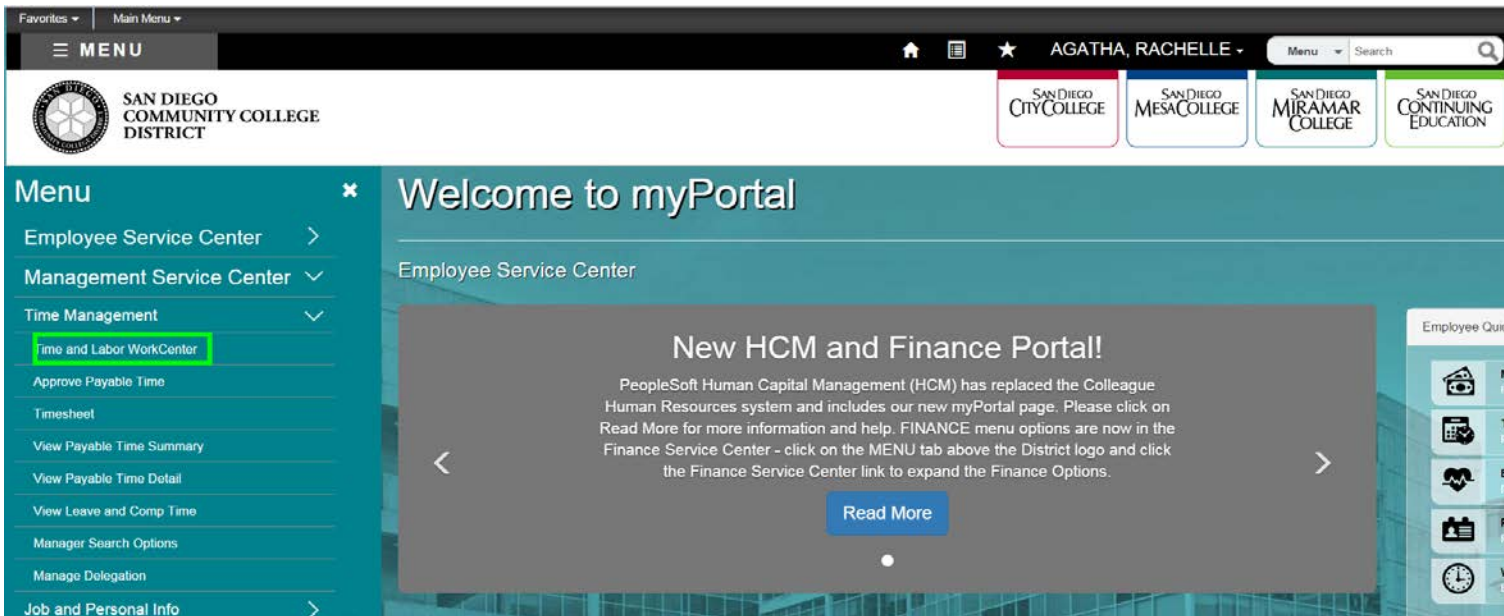 Favorites Main Menu
MENU AGATHA, RACHELLE Menu Search
SAN DIEGO
COMMUNITY COLLEGE
DISTRICT
SAN DIEGO
CITY COLLEGE
SAN DIEGO
MESA COLLEGE
SAN DIEGO
MIRAMAR
COLLEGE
SAN DIEGO
CONTINUING
EDUCATION
Menu
Employee Service Center
Management Service Center
Time Management
Time and Labor WorkCenter
Approve Payable Time
Timesheet
View Payable Time Summary
View Payable Time Detail
View Leave and Comp Time
Manager Search Options
Manage Delegation
Job and Personal Info
Welcome to myPortal
Employee Service Center
New HCM and Finance Portal!
PeopleSoft Human Capital Management (HCM) has replaced the Colleague
Human Resources system and includes our new myPortal page. Please click on
Read More for more information and help. FINANCE menu options are now in the
Finance Service Center - click on the MENU tab above the District logo and click
the Finance Service Center link to expand the Finance Options.
Read More
Employee Qui